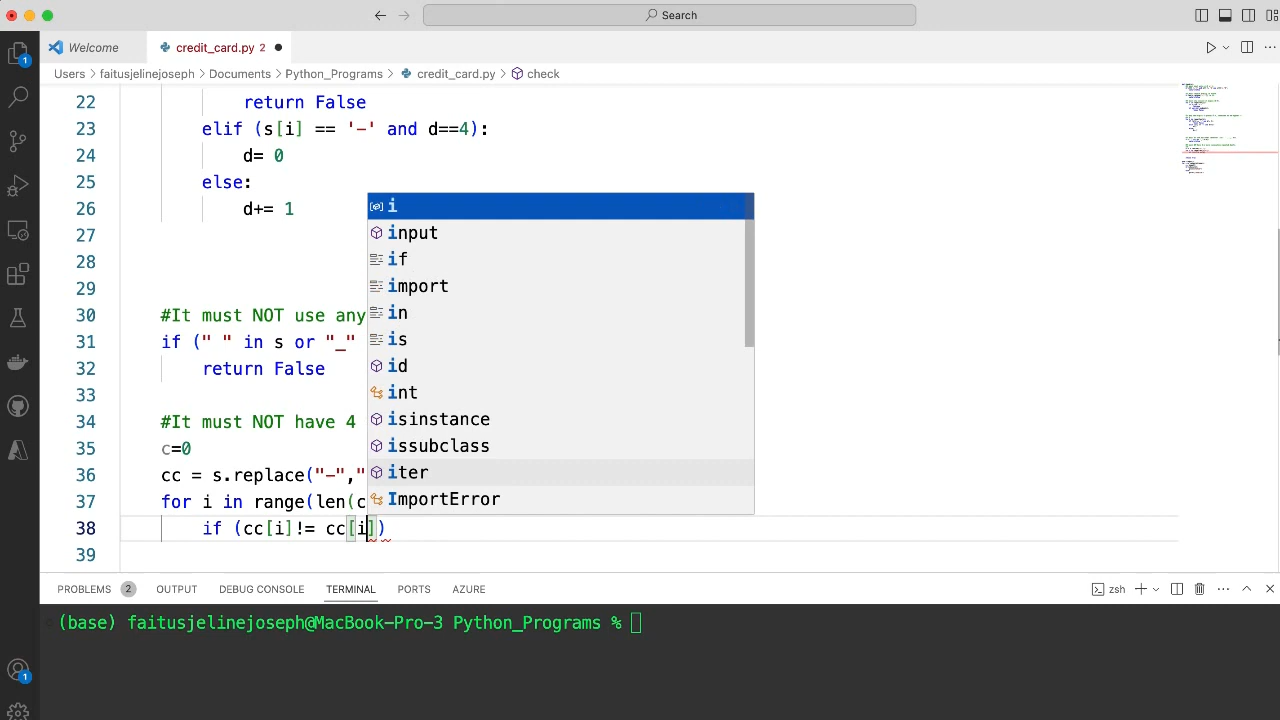 Search
Welcome
credit_card.py 2
Users > faitusjelinejoseph > Documents > Python_Programs > credit_card.py > check
22 return False
23 elif (s[i] == '-' and d==4):
24 d= 0
25 else:
26 d+= 1
27
28
29
30 #It must NOT use any
31 if (" " in s or "_"
32 return False
33
34 #It must NOT have 4
35 c=0
36 cc = s.replace("-","
37 for i in range(len(c
38 if (cc[i]!= cc[i])
39
i
input
if
import
in
is
id
int
isinstance
issubclass
iter
ImportError
PROBLEMS 2 OUTPUT DEBUG CONSOLE TERMINAL PORTS AZURE
zsh
(base) faitusjelinejoseph@MacBook-Pro-3 Python_Programs %
1
1